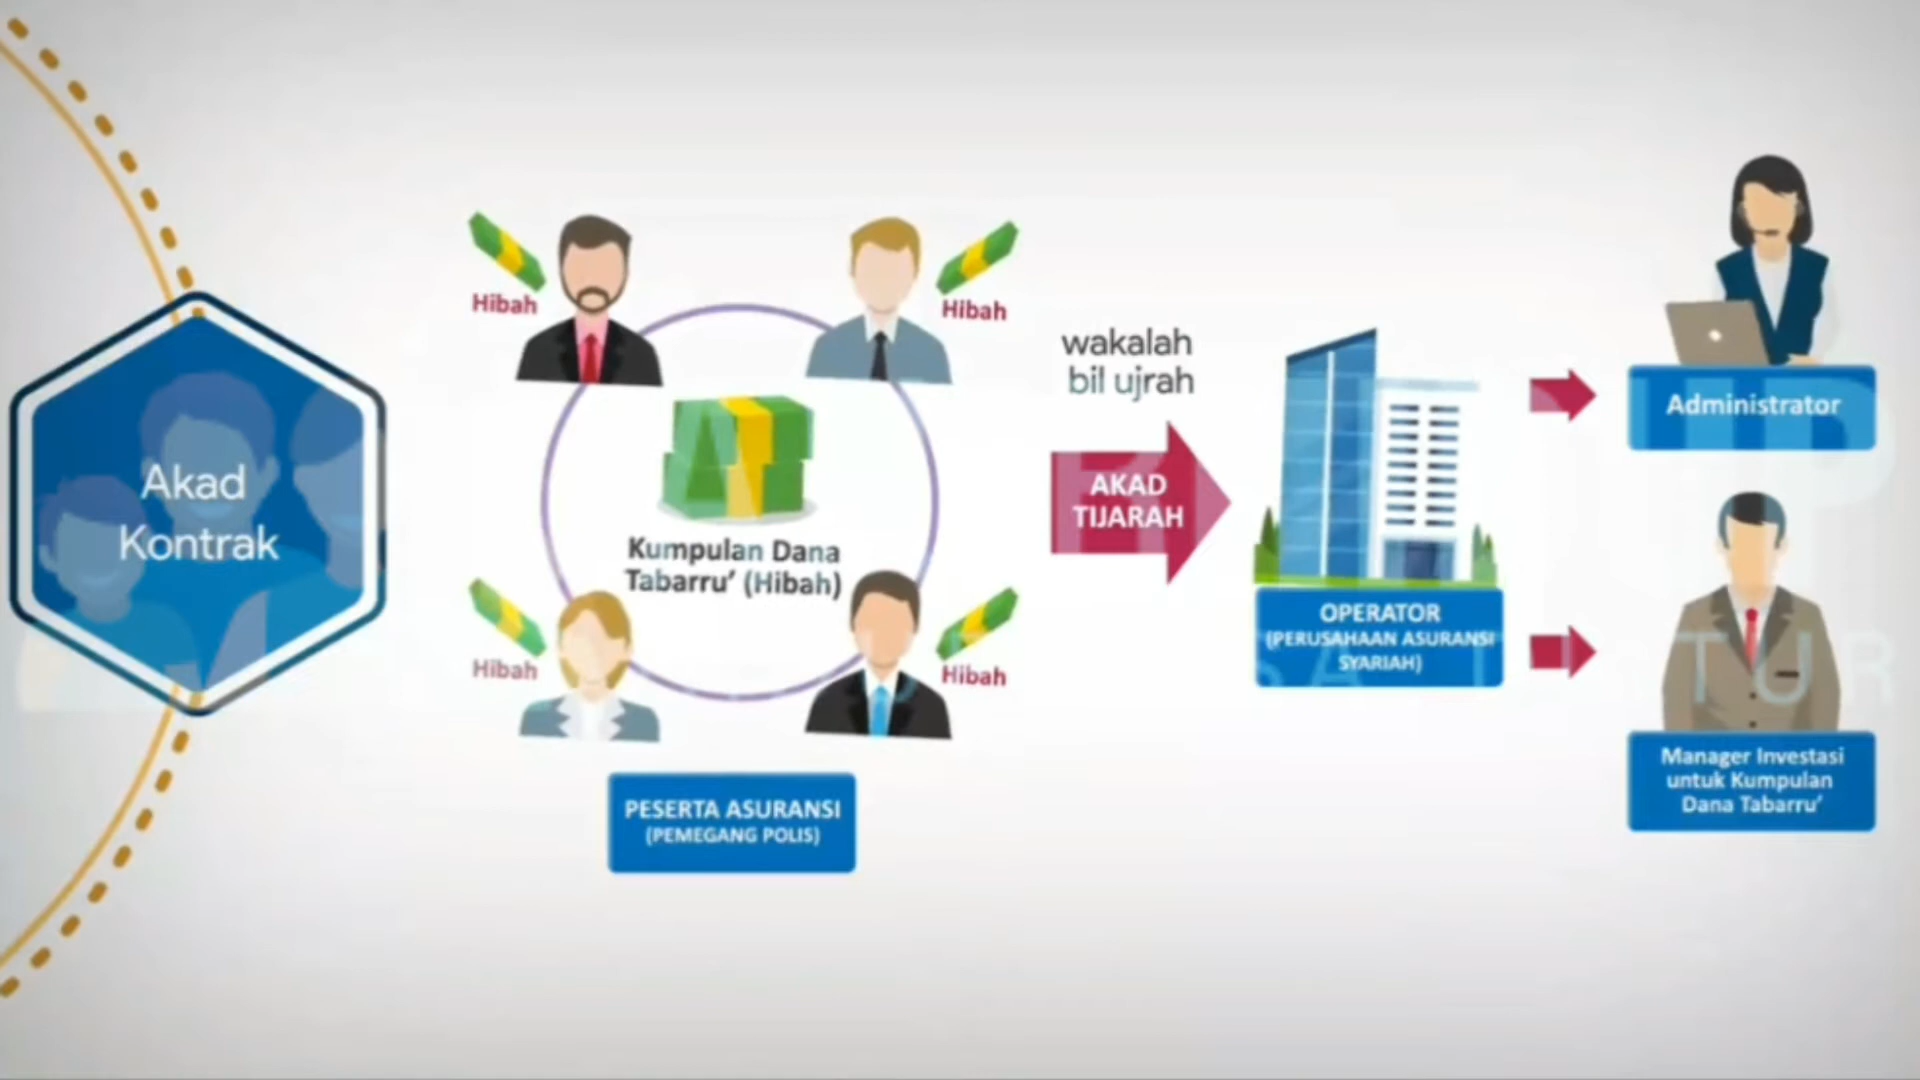 Akad
Kontrak
Hibah
Hibah
Kumpulan Dana
Tabarru’ (Hibah)
Hibah
Hibah
PESERTA ASURANSI
(PEMEGANG POLIS)
wakalah
bil ujrah
AKAD
TIJARAH
OPERATOR
(PERUSAHAAN ASURANSI
SYARIAH)
Administrator
Manager Investasi
untuk Kumpulan
Dana Tabarru’